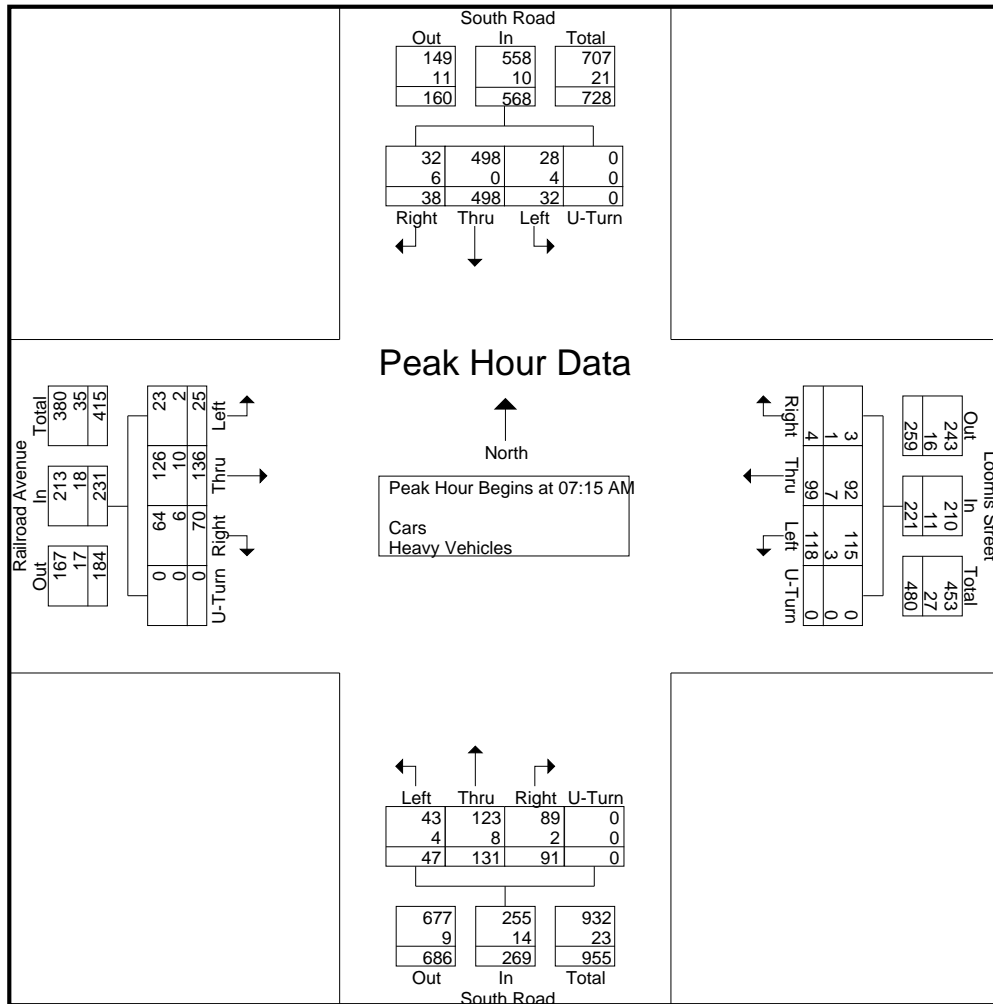 South Road
Out In Total
149 558 707
11 10 21
160 568 728
32 498 28 0
6 0 4 0
38 498 32 0
Right Thru Left U-Turn
Peak Hour Data
North
Peak Hour Begins at 07:15 AM
Cars
Heavy Vehicles
Railroad Avenue
Out In Total
167 213 380
17 18 35
184 231 415
0 64 126 23
0 6 10 2
0 70 136 25
U-Turn Right Thru Left
Loomis Street
Out In Total
243 210 453
16 11 27
259 221 480
3 92 115 0
1 7 3 0
4 99 118 0
Right Thru Left U-Turn
Left Thru Right U-Turn
43 123 89 0
4 8 2 0
47 131 91 0
677 255 932
9 14 23
686 269 955
Out In Total
South Road